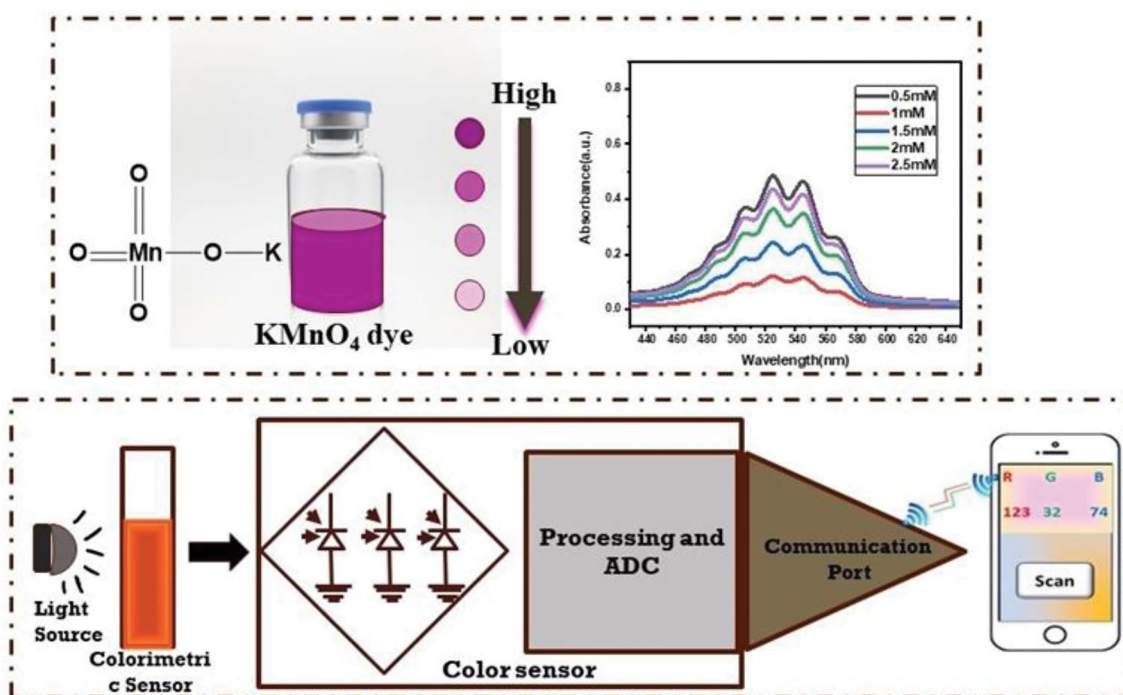 High
Low
O
O
Mn
O
K
O
KMnO₄ dye
Absorbance(a.u.)
0.8
0.6
0.4
0.2
0.0
0.5mM
1mM
1.5mM
2mM
2.5mM
440 460 480 500 520 540 560 580 600 620 640
Wavelength(nm)
Light
Source
Colorimetri
c Sensor
Color sensor
Processing and
ADC
Communication
Port
R G B
123 32 74
Scan